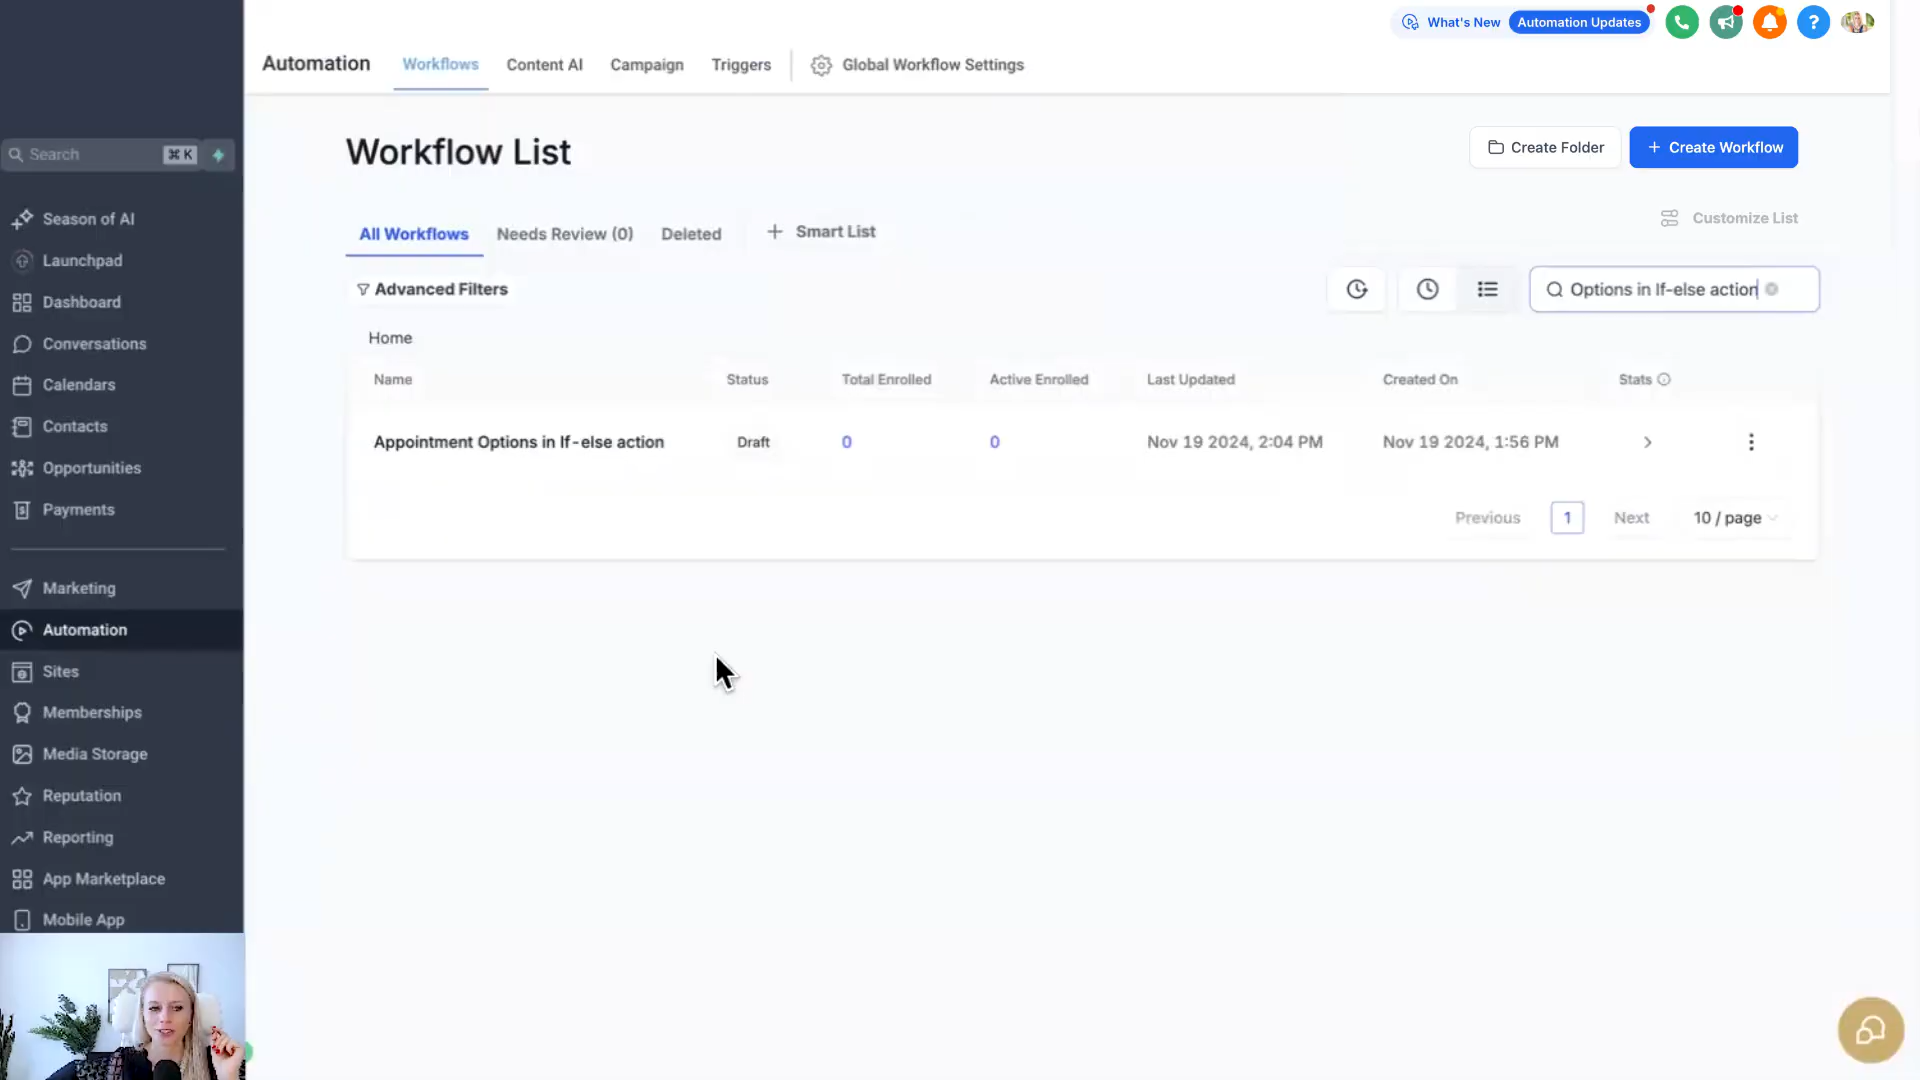 What's New
Automation Updates
?
Automation
Workflows
Content AI
Campaign
Triggers
Global Workflow Settings
Search
⌘ K
Season of AI
Launchpad
Dashboard
Conversations
Calendars
Contacts
Opportunities
Payments
Marketing
Automation
Sites
Memberships
Media Storage
Reputation
Reporting
App Marketplace
Mobile App
Workflow List
Create Folder
+ Create Workflow
All Workflows
Needs Review (0)
Deleted
+ Smart List
Customize List
Advanced Filters
Options in If-else action
Home
Name
Status
Total Enrolled
Active Enrolled
Last Updated
Created On
Stats
Appointment Options in If-else action
Draft
0
0
Nov 19 2024, 2:04 PM
Nov 19 2024, 1:56 PM
Previous
1
Next
10 / page